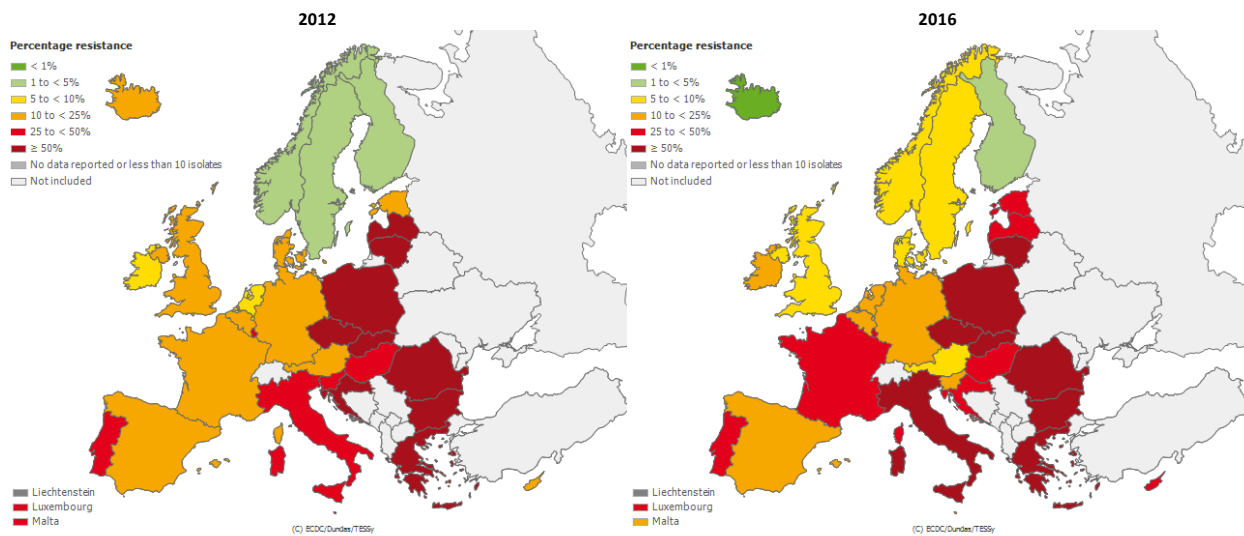 2012
Percentage resistance
< 1%
1 to < 5%
5 to < 10%
10 to < 25%
25 to < 50%
≥ 50%
No data reported or less than 10 isolates
Not included
Liechtenstein
Luxembourg
Malta
(C) ECDC/Dundas/TESSy
2016
Percentage resistance
< 1%
1 to < 5%
5 to < 10%
10 to < 25%
25 to < 50%
≥ 50%
No data reported or less than 10 isolates
Not included
Liechtenstein
Luxembourg
Malta
(C) ECDC/Dundas/TESSy